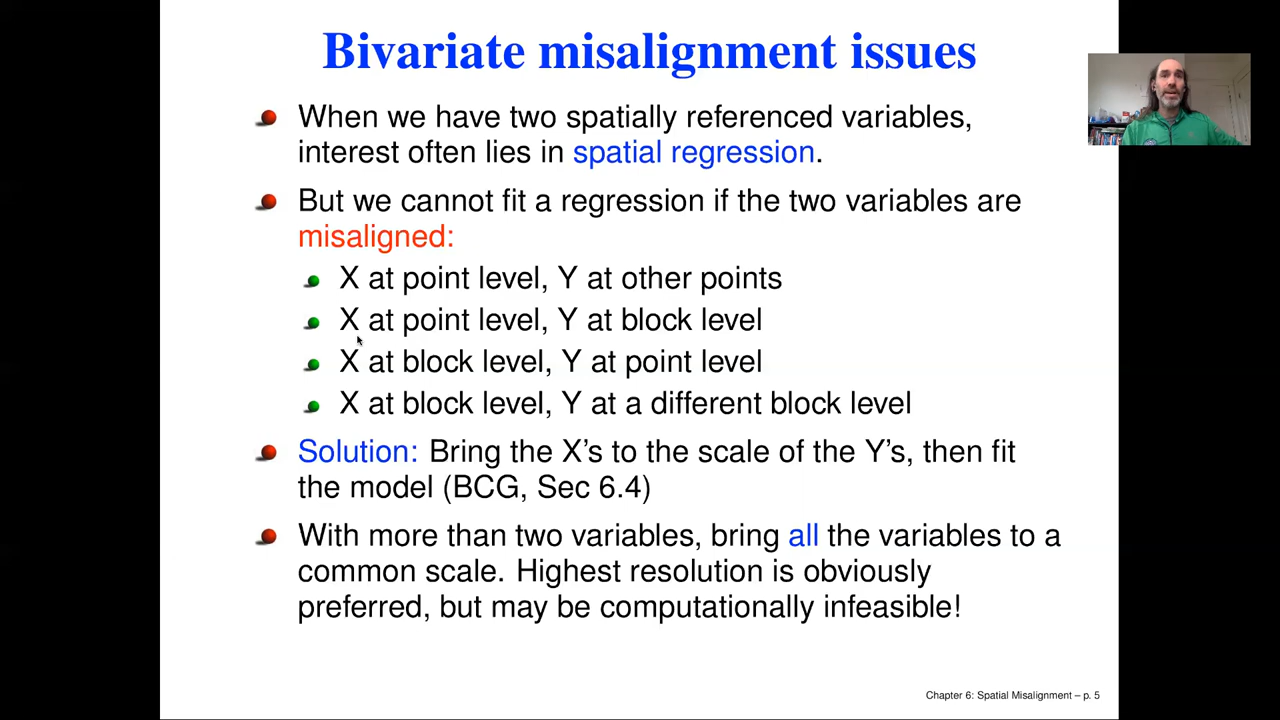 Bivariate misalignment issues
When we have two spatially referenced variables,
interest often lies in spatial regression.
But we cannot fit a regression if the two variables are
misaligned:
X at point level, Y at other points
X at point level, Y at block level
X at block level, Y at point level
X at block level, Y at a different block level
Solution: Bring the X's to the scale of the Y's, then fit
the model (BCG, Sec 6.4)
With more than two variables, bring all the variables to a
common scale. Highest resolution is obviously
preferred, but may be computationally infeasible!
Chapter 6: Spatial Misalignment – p. 5